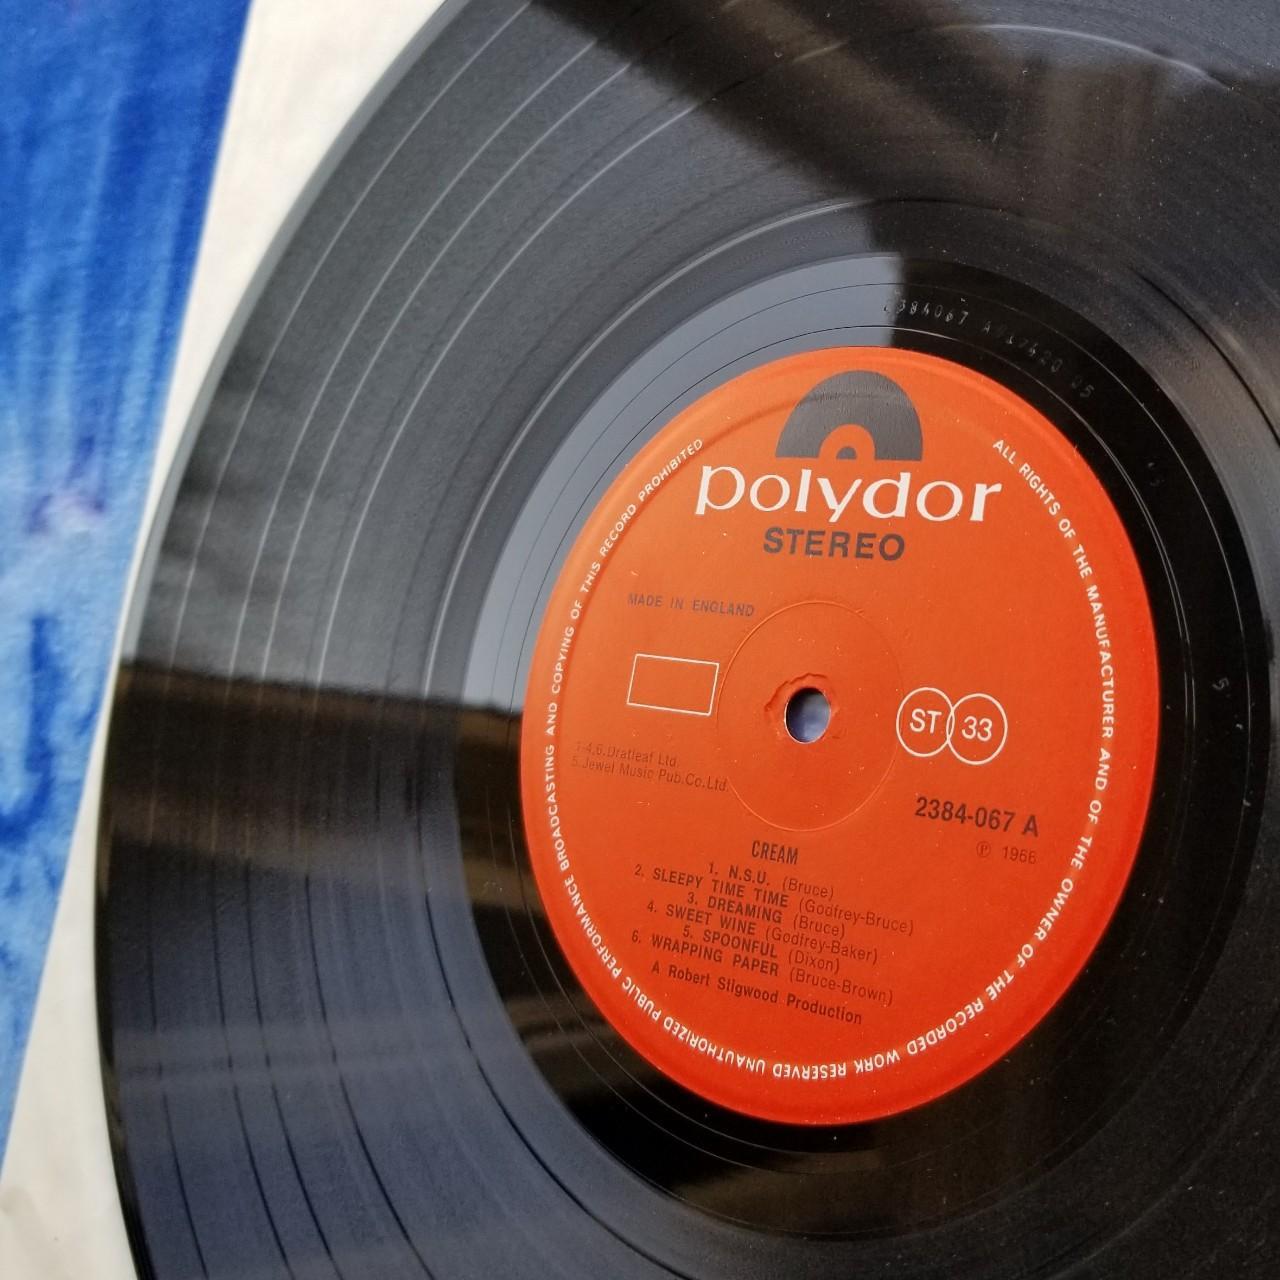 polydor
STEREO
MADE IN ENGLAND
ST 33
1-4,6.Dratleaf Ltd.
5.Jewel Music Pub.Co.Ltd.
2384-067 A
℗ 1966
CREAM
1. N.S.U. (Bruce)
2. SLEEPY TIME TIME (Godfrey-Bruce)
3. DREAMING (Bruce)
4. SWEET WINE (Godfrey-Baker)
5. SPOONFUL (Dixon)
6. WRAPPING PAPER (Bruce-Brown)
A Robert Stigwood Production
ALL RIGHTS OF THE MANUFACTURER AND OF THE OWNER OF THE RECORDED WORK RESERVED UNAUTHORIZED PUBLIC PERFORMANCE BROADCASTING AND COPYING OF THIS RECORD PROHIBITED
5